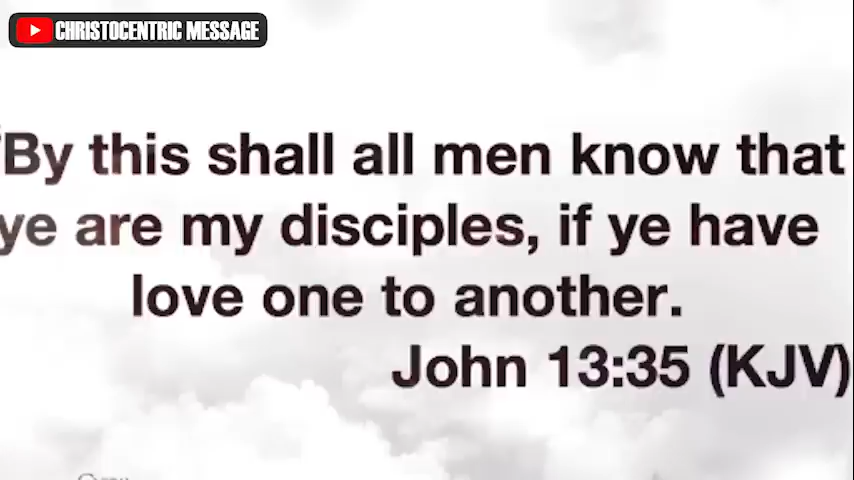 CHRISTOCENTRIC MESSAGE
"By this shall all men know that
ye are my disciples, if ye have
love one to another.
John 13:35 (KJV)